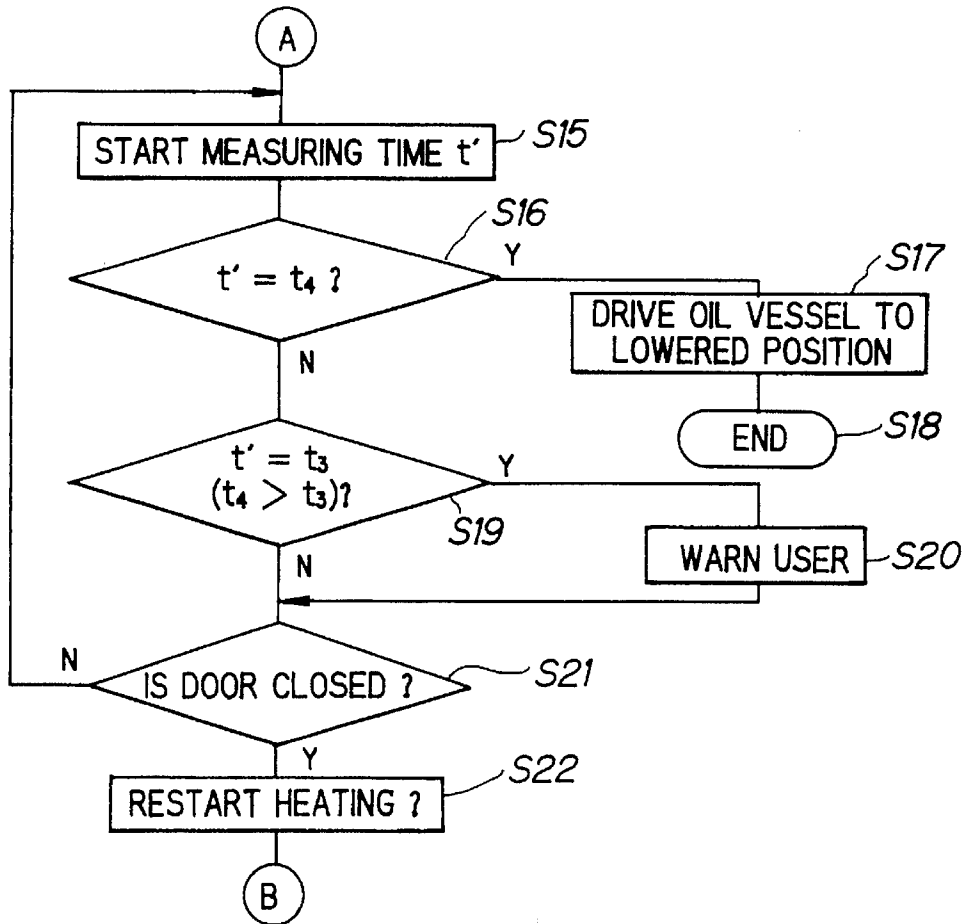 A
START MEASURING TIME t' S15
S16
t' = t₄ ? Y
S17
DRIVE OIL VESSEL TO
LOWERED POSITION
N
END S18
t' = t₃ Y
(t₄ > t₃)?
S19
WARN USER S20
N
N
IS DOOR CLOSED ? S21
Y
S22
RESTART HEATING ?
B